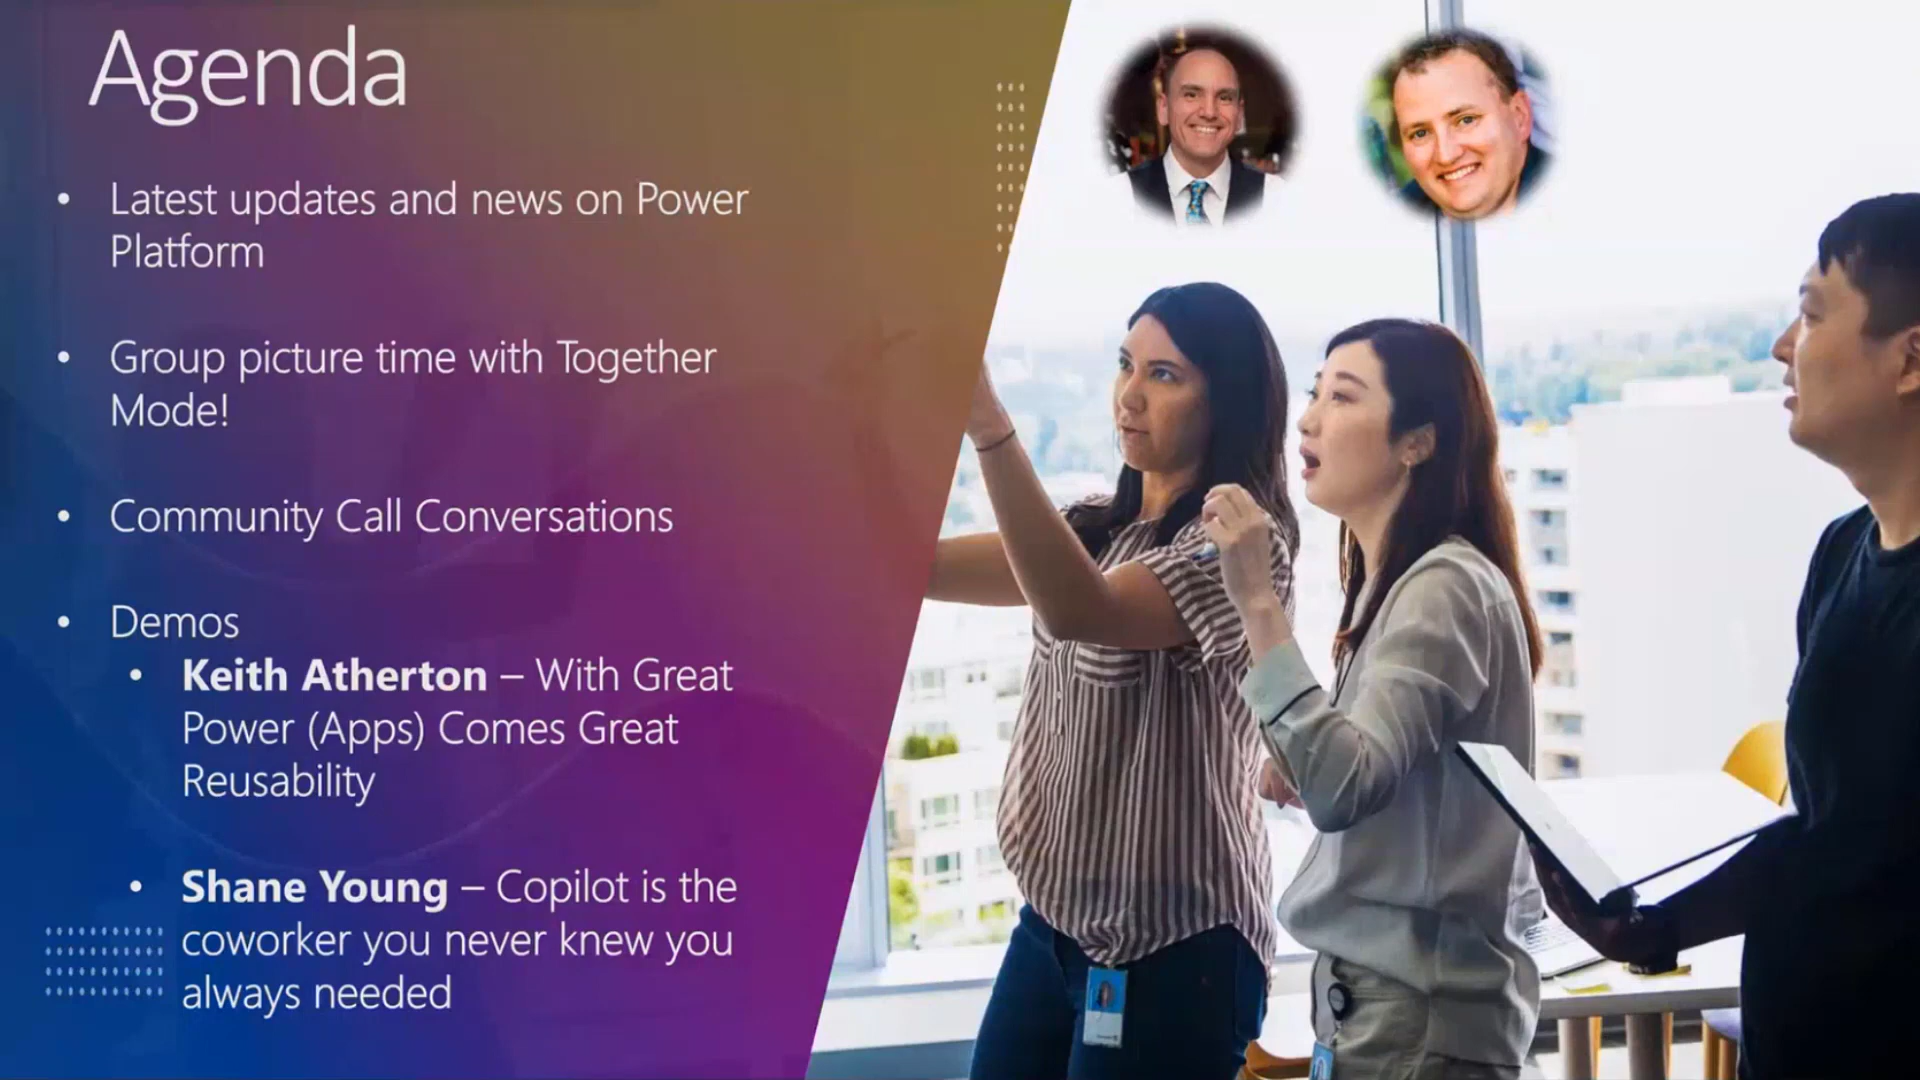 Agenda
• Latest updates and news on Power
Platform
• Group picture time with Together
Mode!
• Community Call Conversations
• Demos
• Keith Atherton – With Great
Power (Apps) Comes Great
Reusability
• Shane Young – Copilot is the
coworker you never knew you
always needed